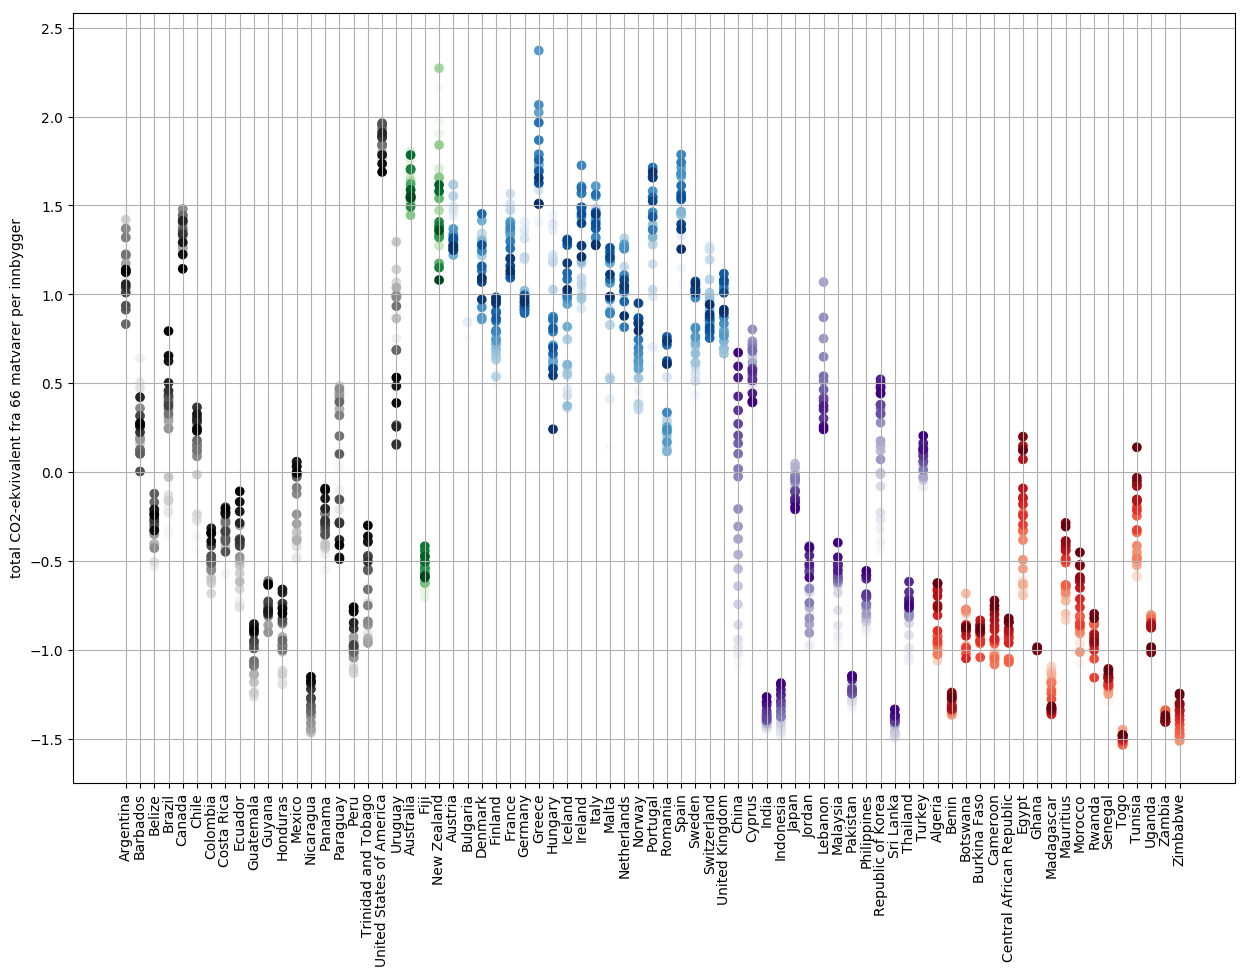 total CO2-ekvivalent fra 66 matvarer per innbygger
2.5
2.0
1.5
1.0
0.5
0.0
−0.5
−1.0
−1.5
Argentina
Barbados
Belize
Brazil
Canada
Chile
Colombia
Costa Rica
Ecuador
Guatemala
Guyana
Honduras
Mexico
Nicaragua
Panama
Paraguay
Peru
Trinidad and Tobago
United States of America
Uruguay
Australia
Fiji
New Zealand
Austria
Bulgaria
Denmark
Finland
France
Germany
Greece
Hungary
Iceland
Ireland
Italy
Malta
Netherlands
Norway
Portugal
Romania
Spain
Sweden
Switzerland
United Kingdom
China
Cyprus
India
Indonesia
Japan
Jordan
Lebanon
Malaysia
Pakistan
Philippines
Republic of Korea
Sri Lanka
Thailand
Turkey
Algeria
Benin
Botswana
Burkina Faso
Cameroon
Central African Republic
Egypt
Ghana
Madagascar
Mauritius
Morocco
Rwanda
Senegal
Togo
Tunisia
Uganda
Zambia
Zimbabwe